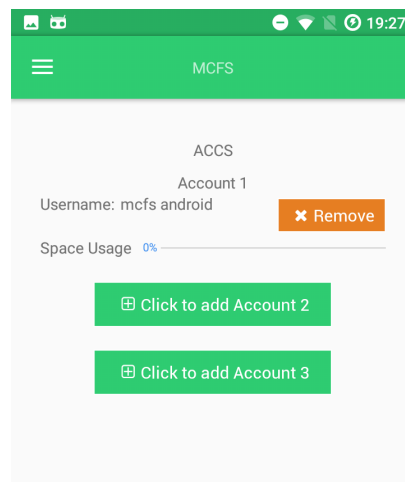 19:27
MCFS
ACCS
Account 1
Username: mcfs android
Remove
Space Usage 0%
Click to add Account 2
Click to add Account 3